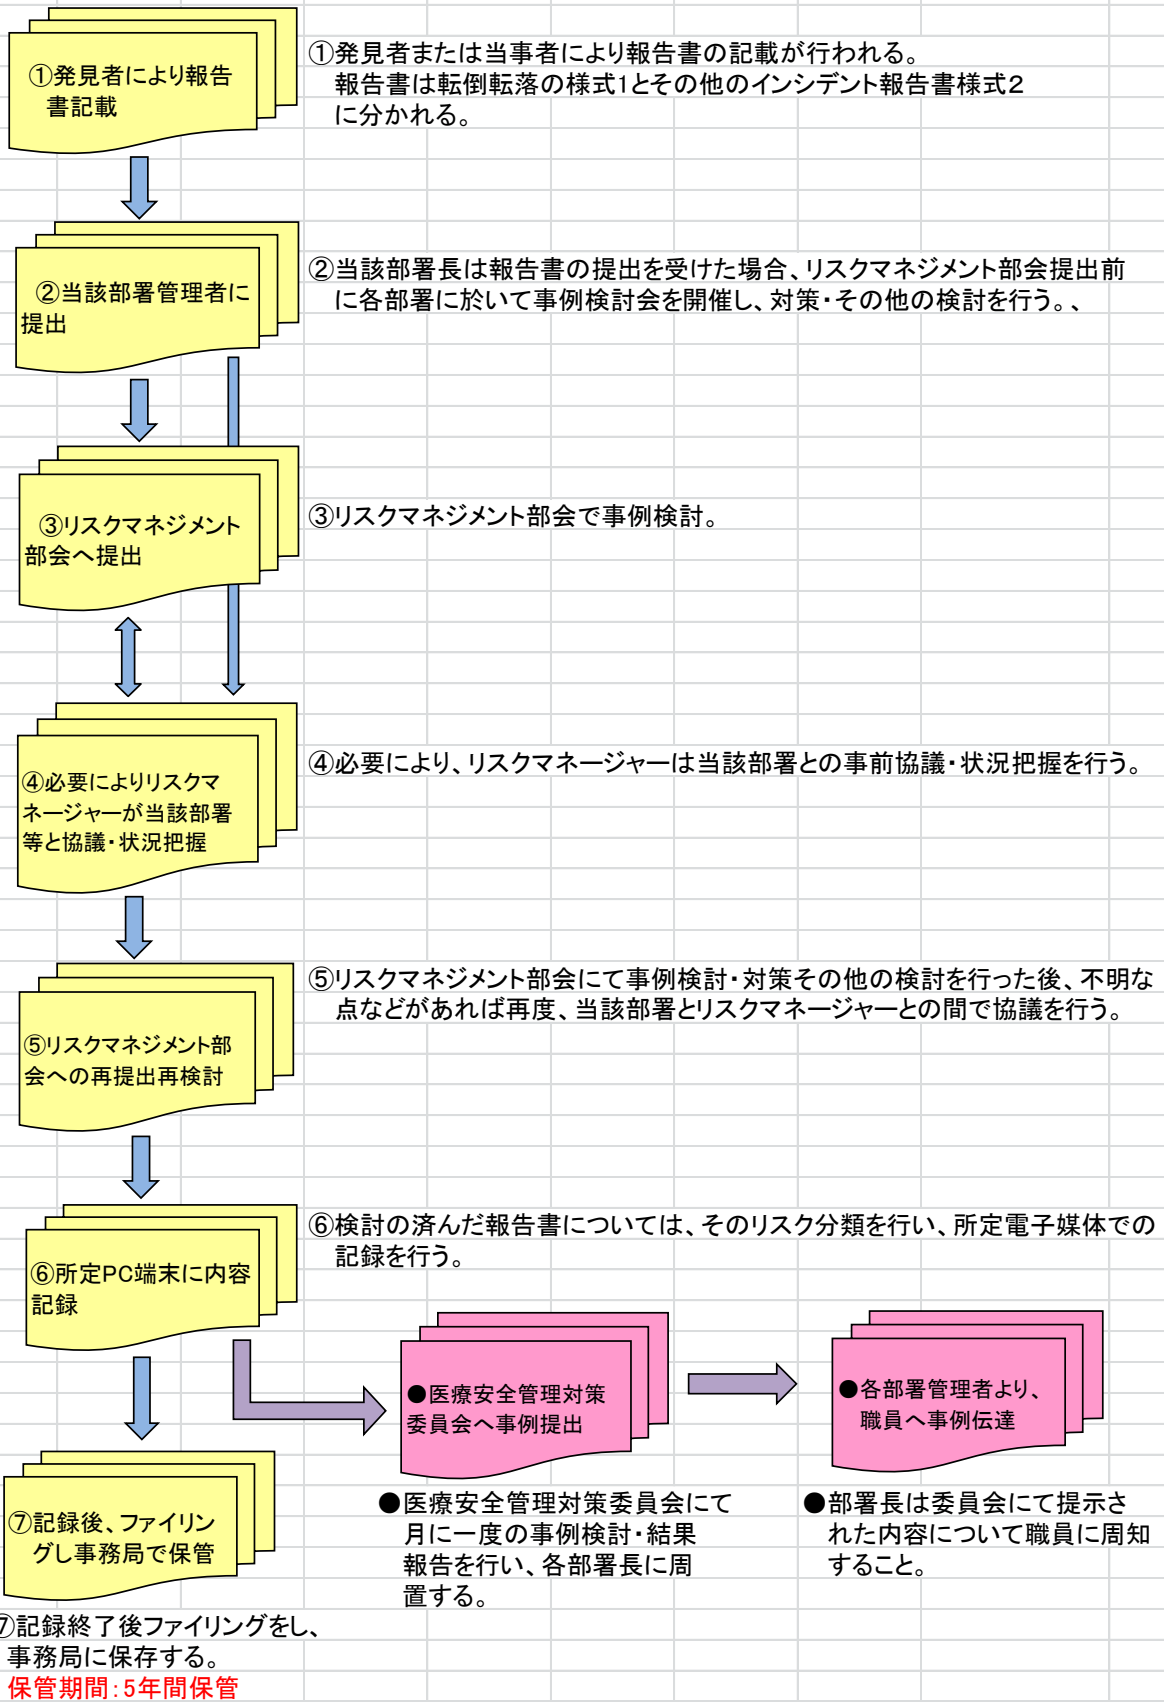 ①発見者により報告
書記載
①発見者または当事者により報告書の記載が行われる。
報告書は転倒転落の様式1とその他のインシデント報告書様式2
に分かれる。
②当該部署管理者に
提出
②当該部署長は報告書の提出を受けた場合、リスクマネジメント部会提出前
に各部署に於いて事例検討会を開催し、対策・その他の検討を行う。、
③リスクマネジメント
部会へ提出
③リスクマネジメント部会で事例検討。
④必要によりリスクマ
ネージャーが当該部署
等と協議・状況把握
④必要により、リスクマネージャーは当該部署との事前協議・状況把握を行う。
⑤リスクマネジメント部
会への再提出再検討
⑤リスクマネジメント部会にて事例検討・対策その他の検討を行った後、不明な
点などがあれば再度、当該部署とリスクマネージャーとの間で協議を行う。
⑥所定PC端末に内容
記録
⑥検討の済んだ報告書については、そのリスク分類を行い、所定電子媒体での
記録を行う。
●医療安全管理対策
委員会へ事例提出
●各部署管理者より、
職員へ事例伝達
●医療安全管理対策委員会にて
月に一度の事例検討・結果
報告を行い、各部署長に周
置する。
●部署長は委員会にて提示さ
れた内容について職員に周知
すること。
⑦記録後、ファイリン
グし事務局で保管
⑦記録終了後ファイリングをし、
事務局に保存する。
保管期間:5年間保管